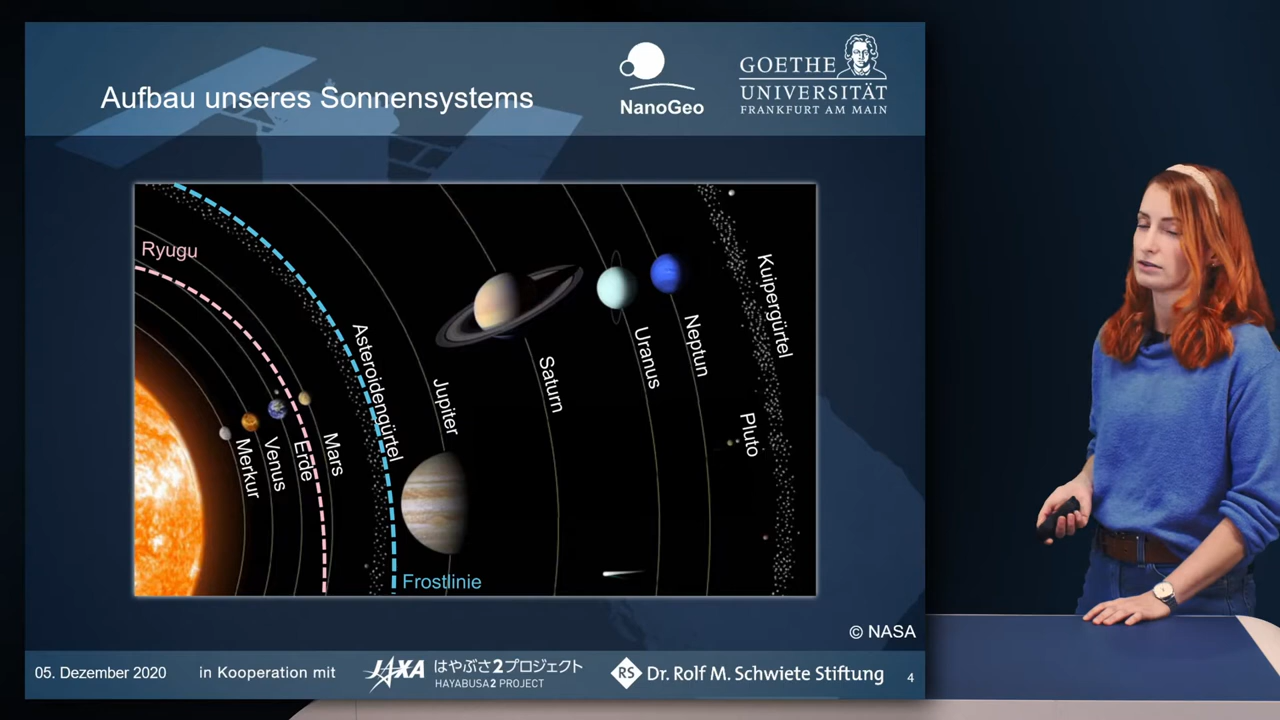 Aufbau unseres Sonnensystems
NanoGeo
GOETHE
UNIVERSITÄT
FRANKFURT AM MAIN
Ryugu
Merkur
Venus
Erde
Mars
Asteroidengürtel
Jupiter
Saturn
Uranus
Neptun
Kuipergürtel
Pluto
Frostlinie
© NASA
05. Dezember 2020
in Kooperation mit
JAXA
はやぶさ2プロジェクト
HAYABUSA2 PROJECT
RS
Dr. Rolf M. Schwiete Stiftung
4